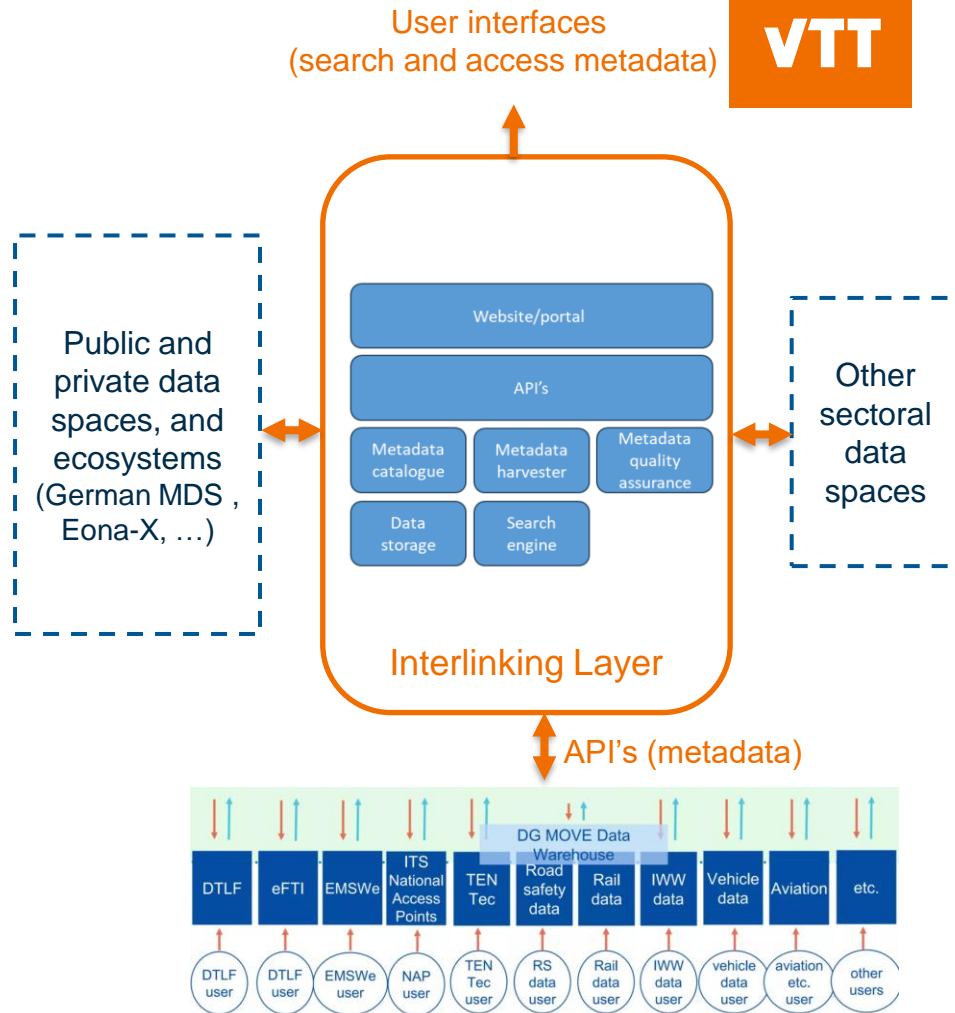 User interfaces
(search and access metadata)
VTT
Public and
private data
spaces, and
ecosystems
(German MDS ,
Eona-X, …)
Website/portal
API's
Metadata
catalogue
Metadata
harvester
Metadata
quality
assurance
Data
storage
Search
engine
Other
sectoral
data
spaces
Interlinking Layer
API's (metadata)
DG MOVE Data
Warehouse
DTLF
eFTI
EMSWe
ITS
National
Access
Points
TEN
Tec
Road
safety
data
Rail
data
IWW
data
Vehicle
data
Aviation
etc.
DTLF
user
DTLF
user
EMSWe
user
NAP
user
TEN
Tec
user
RS
data
user
Rail
data
user
IWW
data
user
vehicle
data
user
aviation
etc.
user
other
users